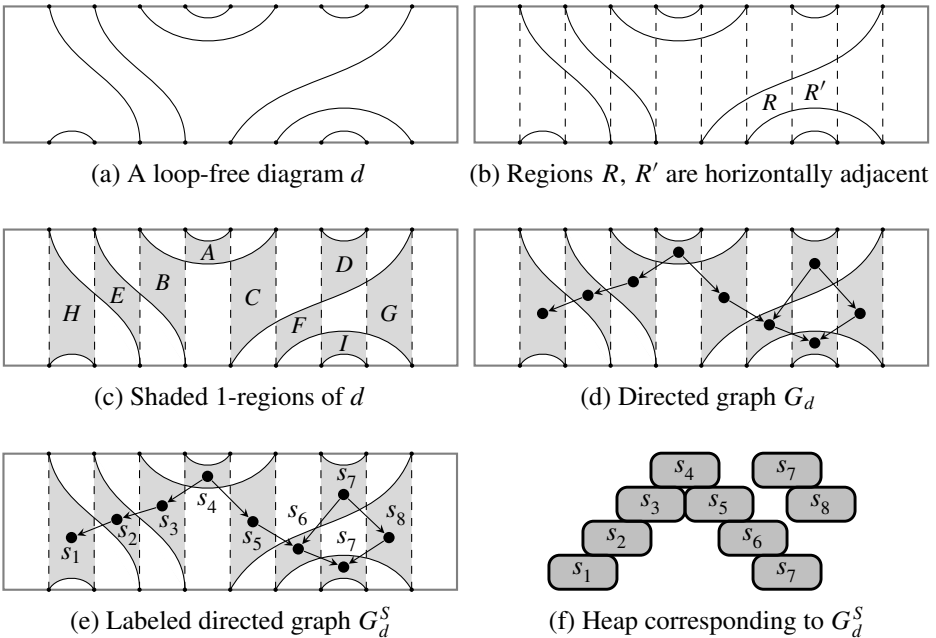 (a) A loop-free diagram d
R R'
(b) Regions R, R' are horizontally adjacent
A
B D
E
H C
F G
I
(c) Shaded 1-regions of d
(d) Directed graph G_d
s_7
s_4
s_3 s_6 s_8
s_2 s_5
s_1 s_7
(e) Labeled directed graph G_d^S
s_4 s_7
s_3 s_5 s_8
s_2 s_6
s_1 s_7
(f) Heap corresponding to G_d^S